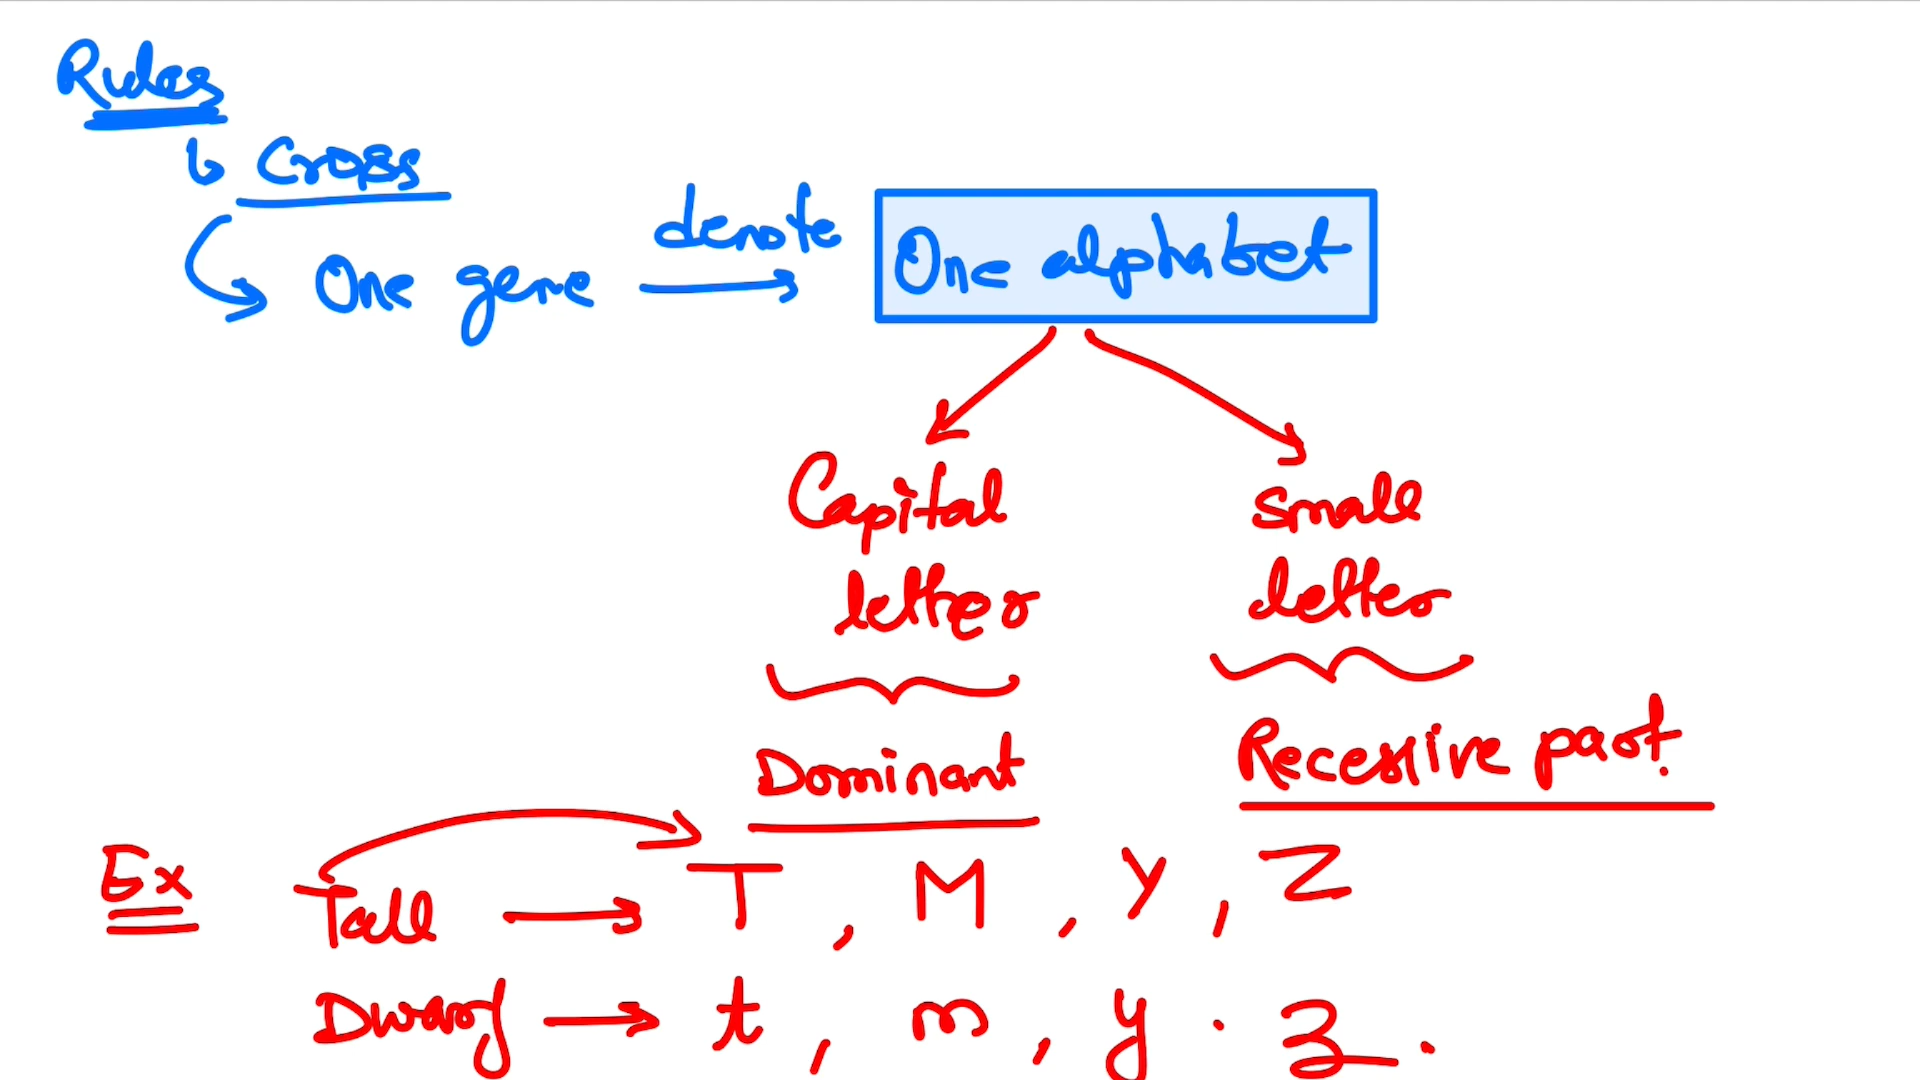 Rules
Cross
One gene denote One alphabet
Capital letter
small letter
Dominant
Recessive part.
Ex Tall → T, M, Y, Z
Dwarf → t, m, y . z .